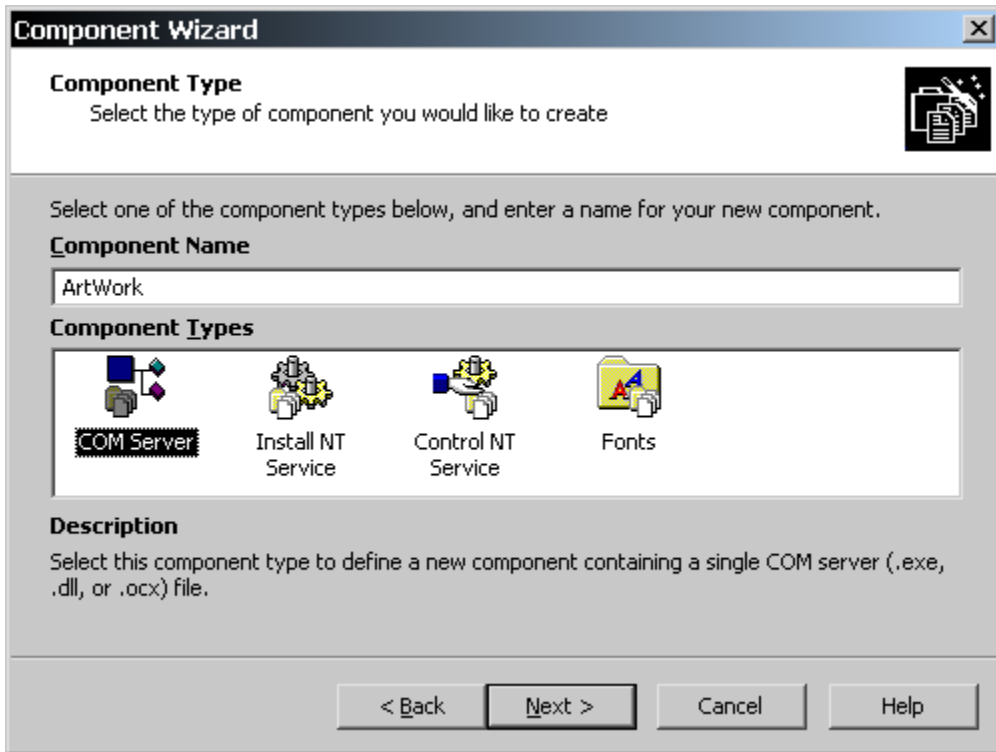 Component Wizard
Component Type
Select the type of component you would like to create
Select one of the component types below, and enter a name for your new component.
Component Name
ArtWork
Component Types
COM Server
Install NT
Service
Control NT
Service
Fonts
Description
Select this component type to define a new component containing a single COM server (.exe,
.dll, or .ocx) file.
< Back
Next >
Cancel
Help